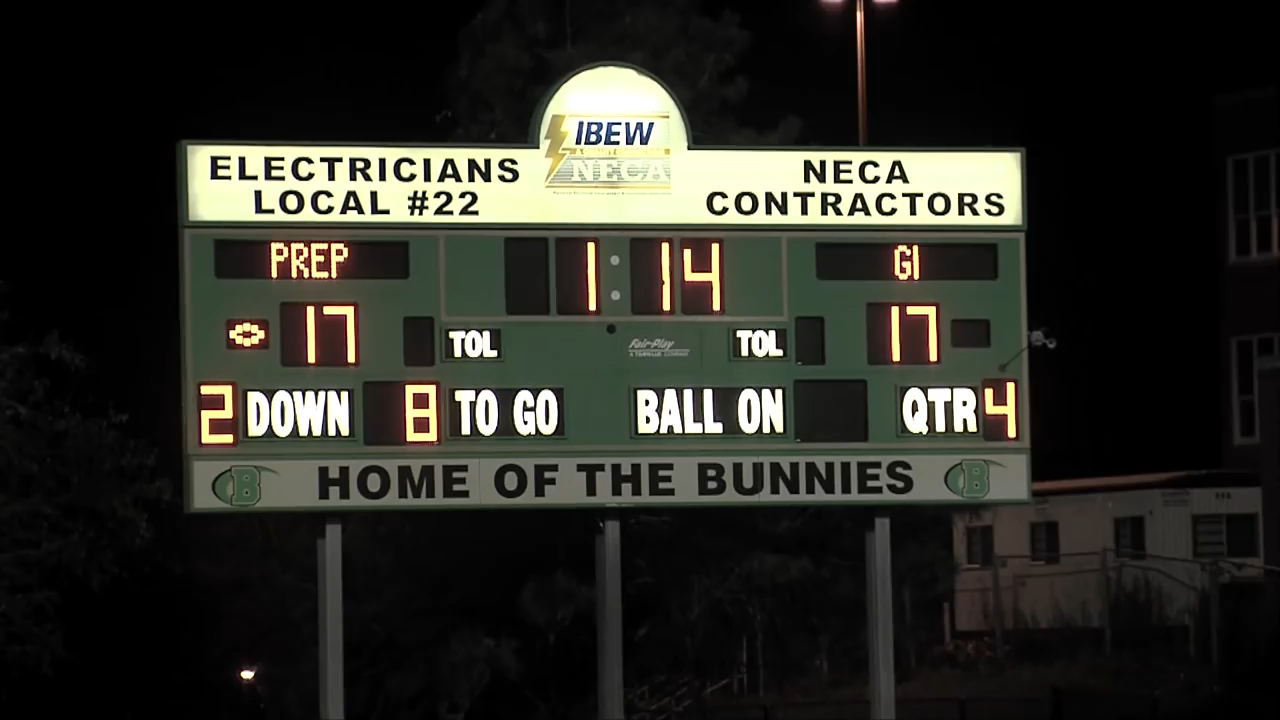 IBEW
NECA
ELECTRICIANS
LOCAL #22
NECA
CONTRACTORS
PREP
1:14
GI
17
TOL
Fair-Play
TOL
17
2 DOWN 8 TO GO BALL ON QTR 4
B HOME OF THE BUNNIES B